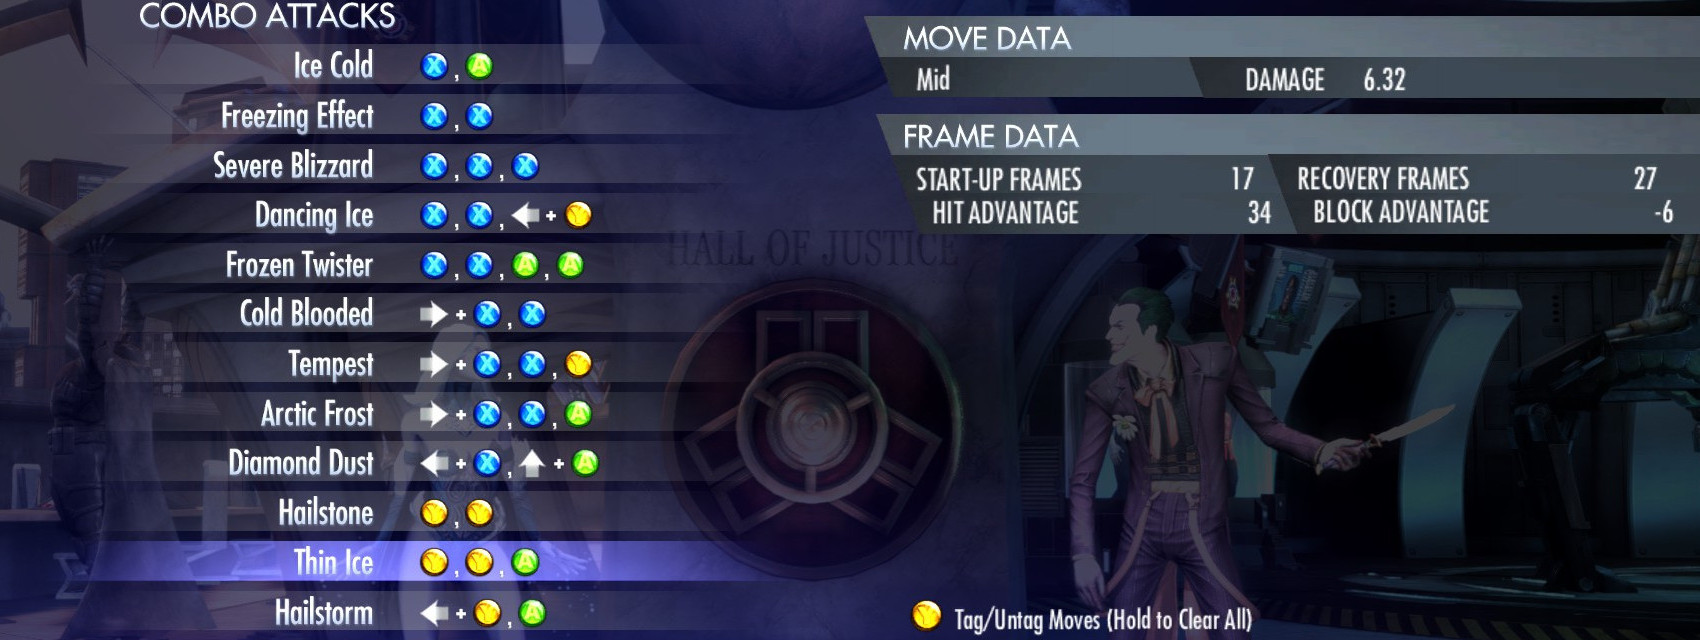 COMBO ATTACKS
Ice Cold X , A
Freezing Effect X , X
Severe Blizzard X , X , X
Dancing Ice X , X , ← + Y
Frozen Twister X , X , A , A
Cold Blooded → + X , X
Tempest → + X , X , Y
Arctic Frost → + X , X , A
Diamond Dust ← + X , ↑ + A
Hailstone Y , Y
Thin Ice Y , Y , A
Hailstorm ← + Y , A
MOVE DATA
Mid DAMAGE 6.32
FRAME DATA
START-UP FRAMES 17 RECOVERY FRAMES 27
HIT ADVANTAGE 34 BLOCK ADVANTAGE -6
HALL OF JUSTICE
Y Tag/Untag Moves (Hold to Clear All)